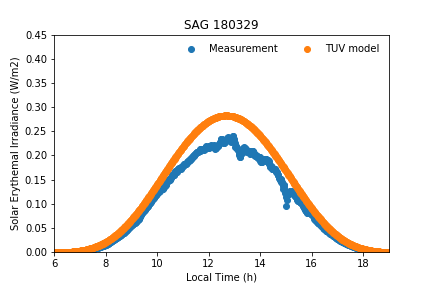 SAG 180329
Measurement
TUV model
Solar Erythemal Irradiance (W/m2)
0.45
0.40
0.35
0.30
0.25
0.20
0.15
0.10
0.05
0.00
6 8 10 12 14 16 18
Local Time (h)